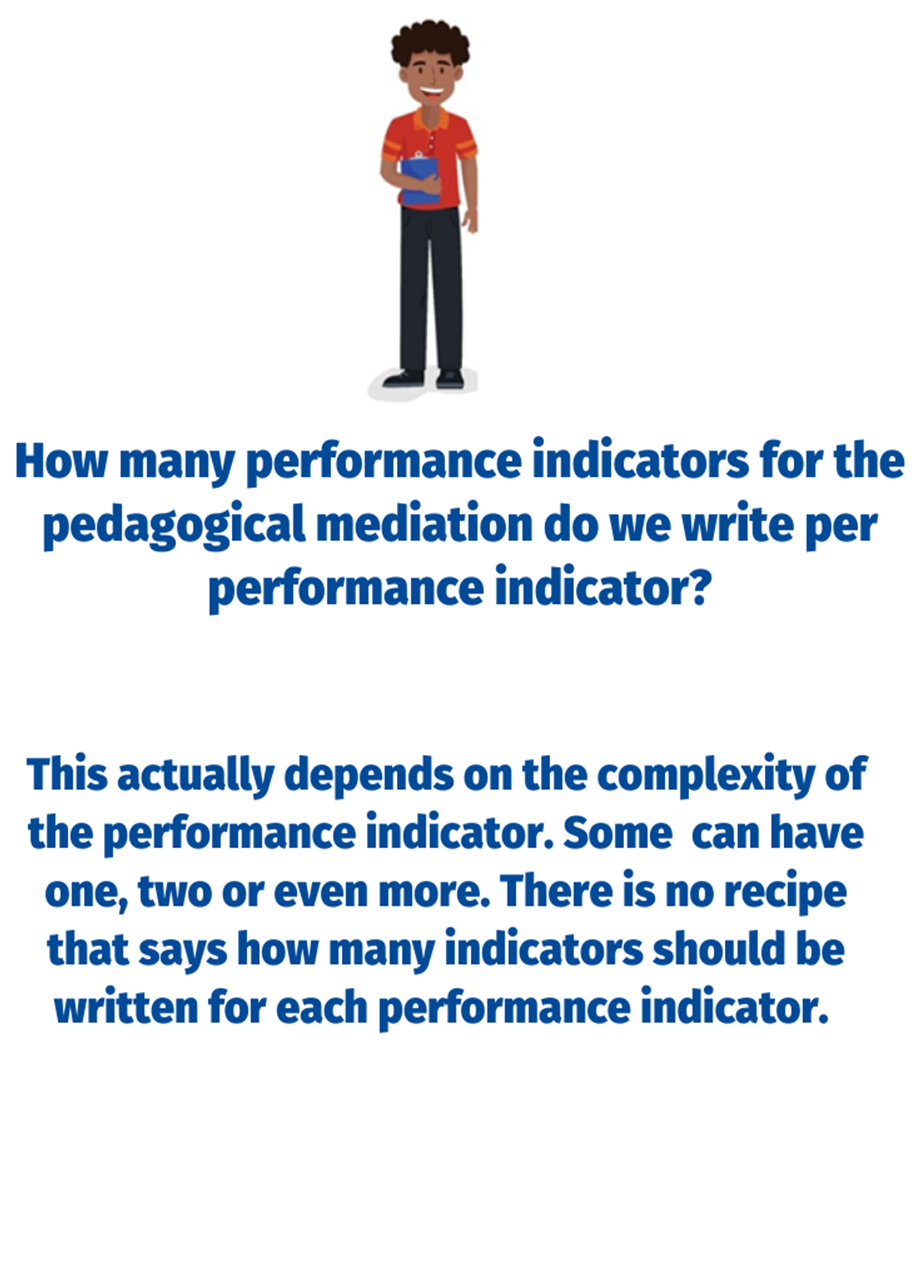 How many performance indicators for the
pedagogical mediation do we write per
performance indicator?
This actually depends on the complexity of
the performance indicator. Some  can have
one, two or even more. There is no recipe
that says how many indicators should be
written for each performance indicator.